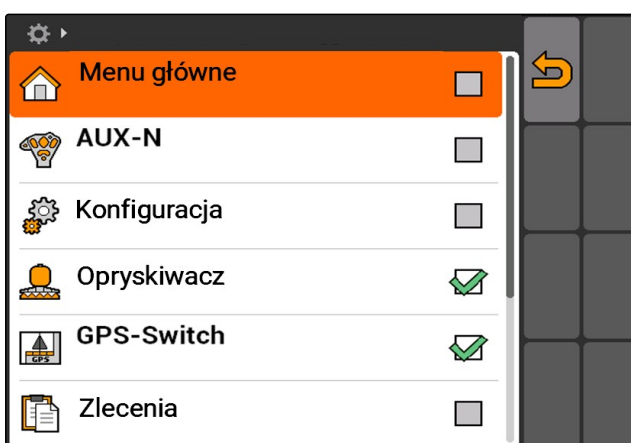 Menu główne
AUX-N
Konfiguracja
Opryskiwacz
GPS-Switch
GPS
Zlecenia